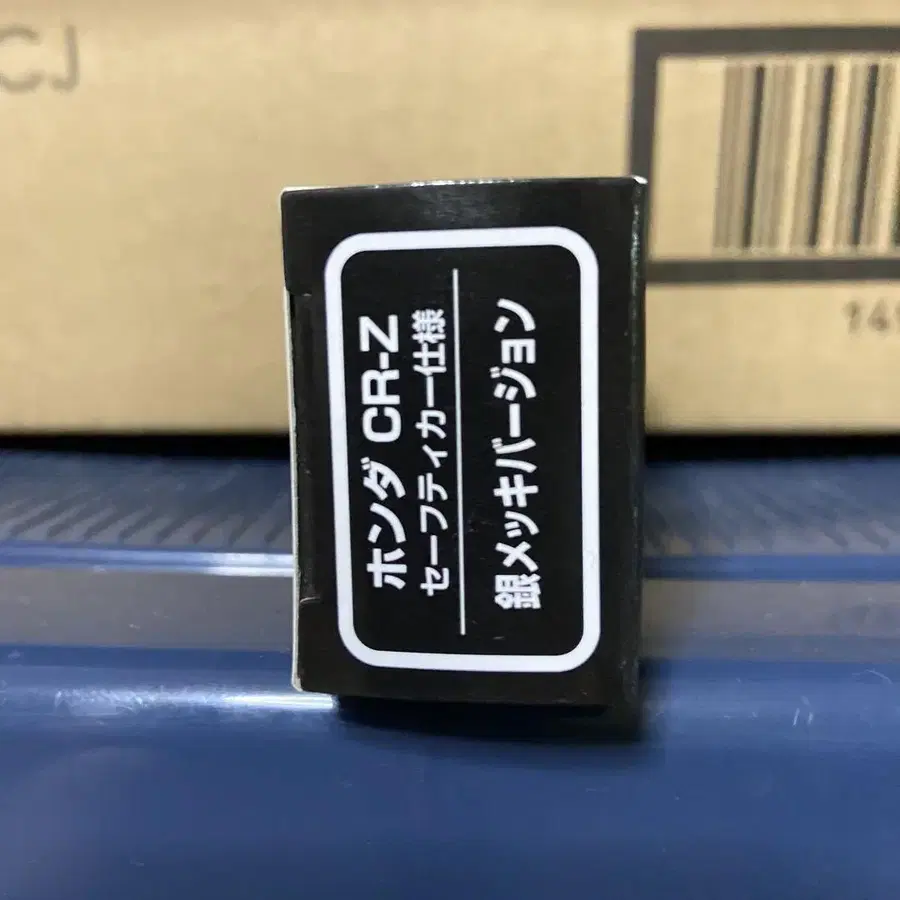 CJ
ホンダ CR-Z
セーフティカー仕様
銀メッキバージョン